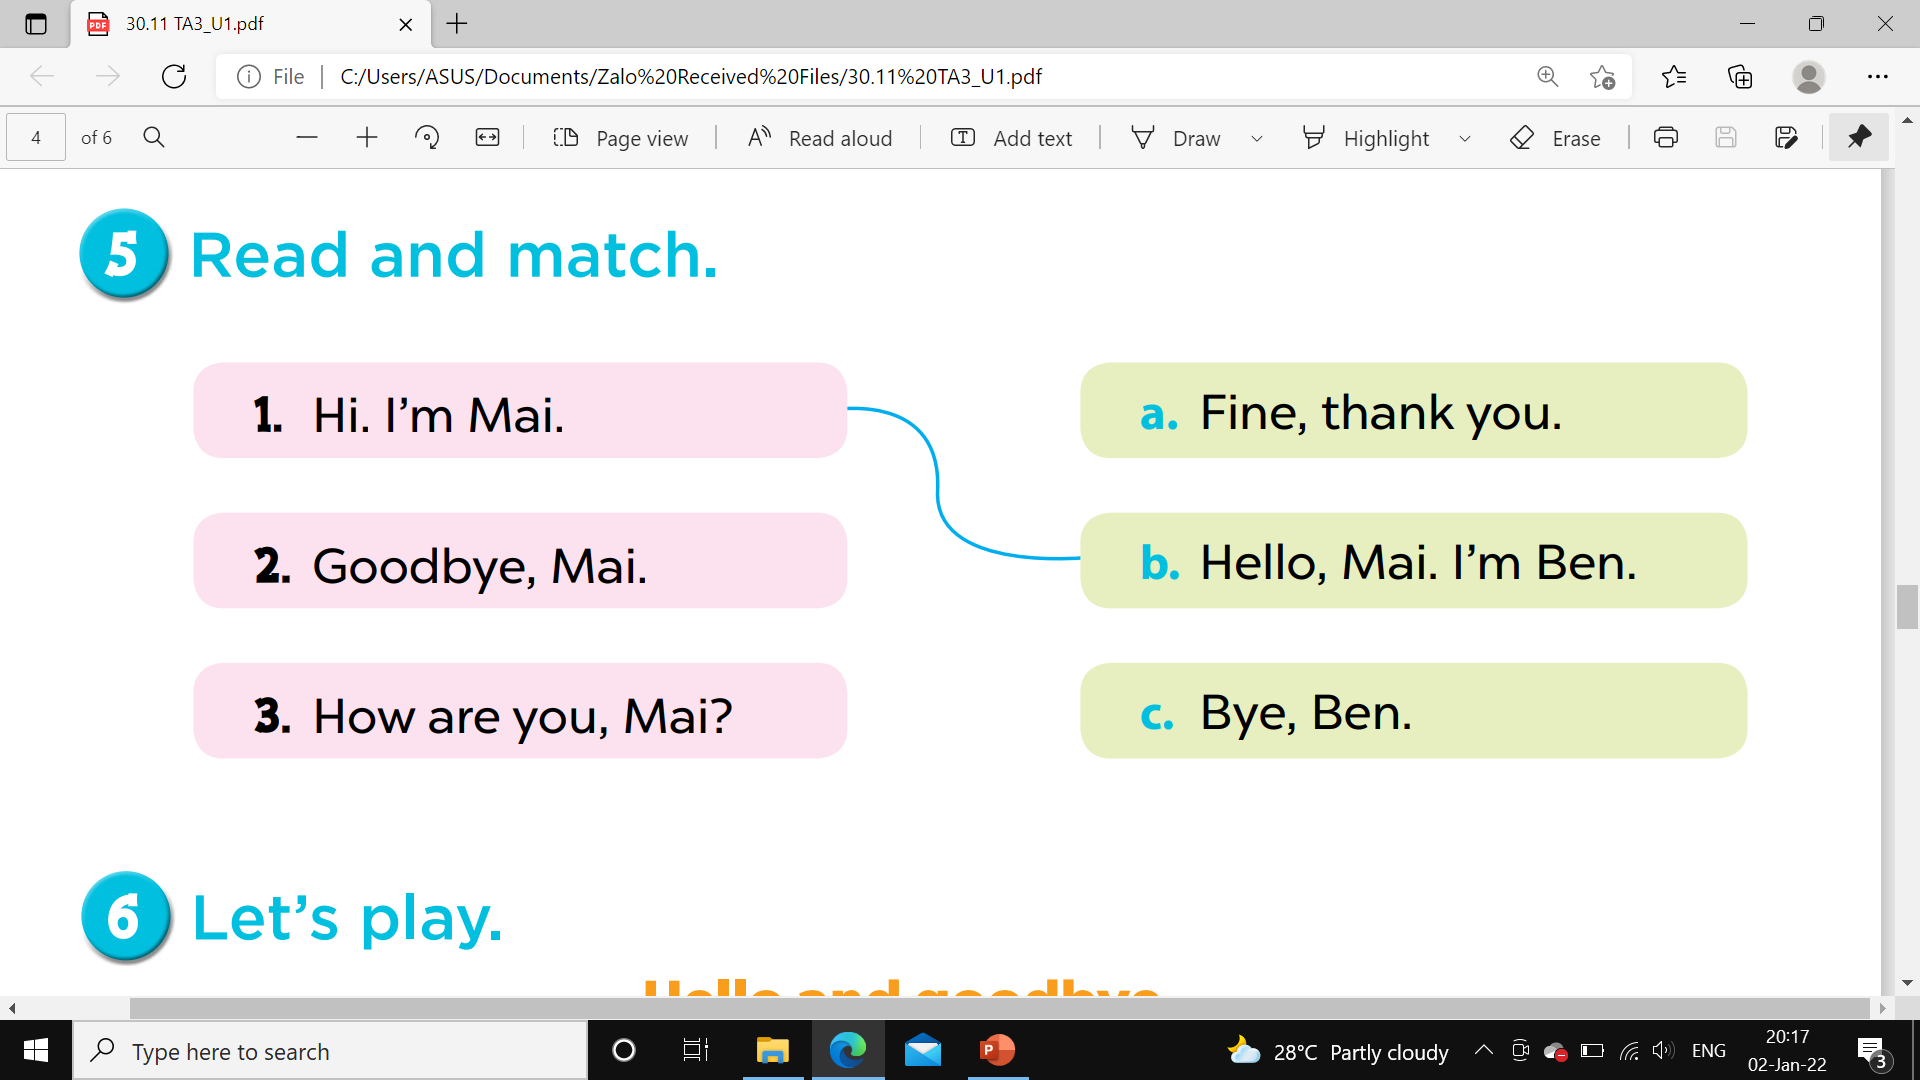 30.11 TA3_U1.pdf
File
C:/Users/ASUS/Documents/Zalo%20Received%20Files/30.11%20TA3_U1.pdf
4 of 6
Page view
Read aloud
Add text
Draw
Highlight
Erase
5 Read and match.
1. Hi. I'm Mai.
a. Fine, thank you.
2. Goodbye, Mai.
b. Hello, Mai. I'm Ben.
3. How are you, Mai?
c. Bye, Ben.
6 Let's play.
Hello and goodbye
Type here to search
28°C Partly cloudy
ENG
20:17
02-Jan-22
3